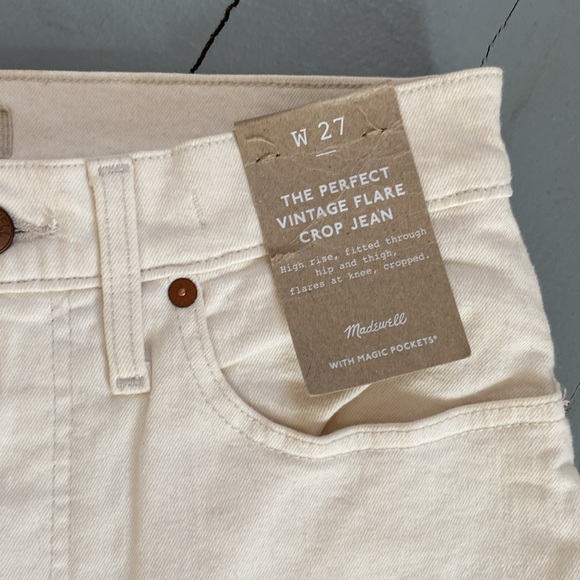 W 27
THE PERFECT
VINTAGE FLARE
CROP JEAN
High rise, fitted through
hip and thigh,
flares at knee, cropped.
Madewell
WITH MAGIC POCKETS®